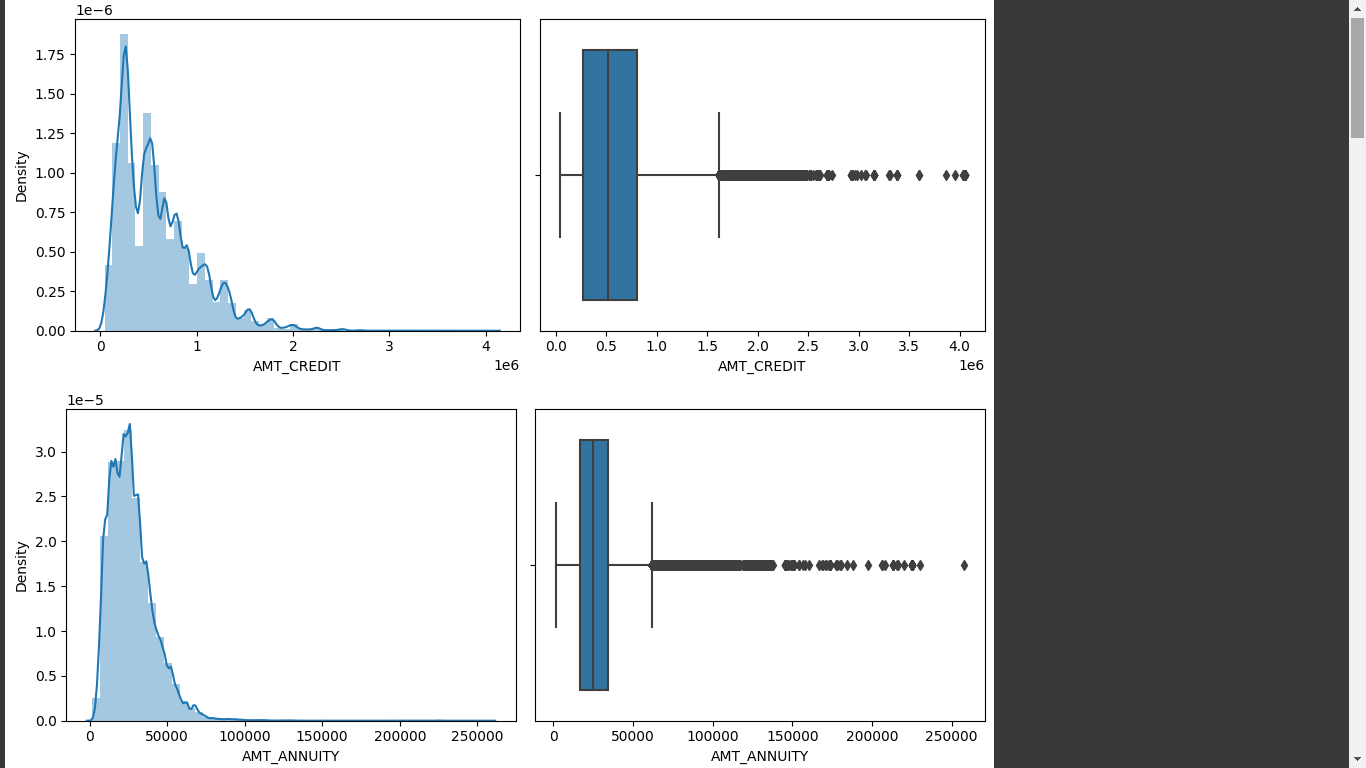 1e−6
1.75
1.50
1.25
1.00
0.75
0.50
0.25
0.00
Density
0 1 2 3 4
1e6
AMT_CREDIT
0.0 0.5 1.0 1.5 2.0 2.5 3.0 3.5 4.0
1e6
AMT_CREDIT
1e−5
3.0
2.5
2.0
1.5
1.0
0.5
0.0
Density
0 50000 100000 150000 200000 250000
AMT_ANNUITY
0 50000 100000 150000 200000 250000
AMT_ANNUITY